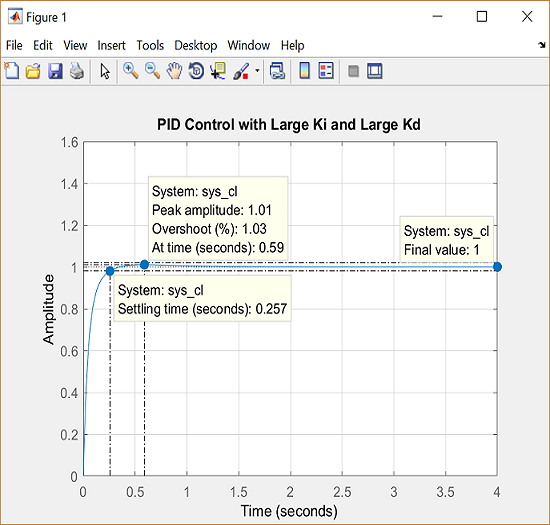 Figure 1
File Edit View Insert Tools Desktop Window Help
PID Control with Large Ki and Large Kd
1.6
1.4
1.2
1
0.8
0.6
0.4
0.2
0
Amplitude
System: sys_cl
Peak amplitude: 1.01
Overshoot (%): 1.03
At time (seconds): 0.59
System: sys_cl
Final value: 1
System: sys_cl
Settling time (seconds): 0.257
0 0.5 1 1.5 2 2.5 3 3.5 4
Time (seconds)